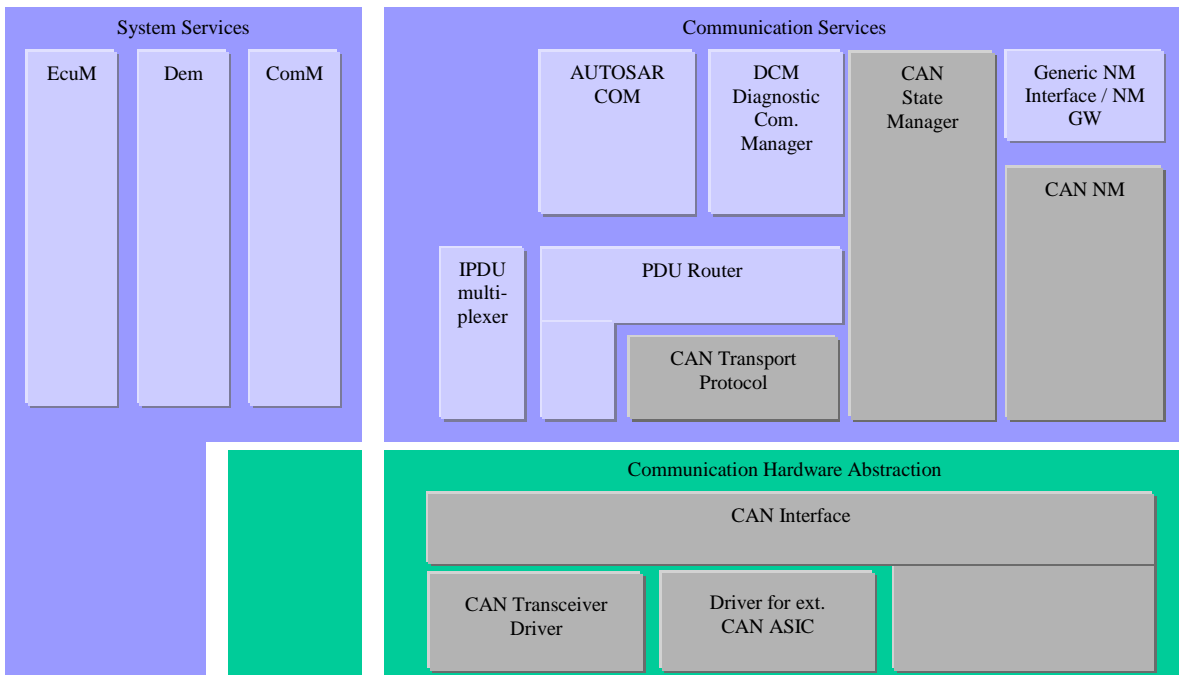 System Services
EcuM
Dem
ComM
Communication Services
AUTOSAR
COM
DCM
Diagnostic
Com.
Manager
CAN
State
Manager
Generic NM
Interface / NM
GW
CAN NM
IPDU
multi-
plexer
PDU Router
CAN Transport
Protocol
Communication Hardware Abstraction
CAN Interface
CAN Transceiver
Driver
Driver for ext.
CAN ASIC